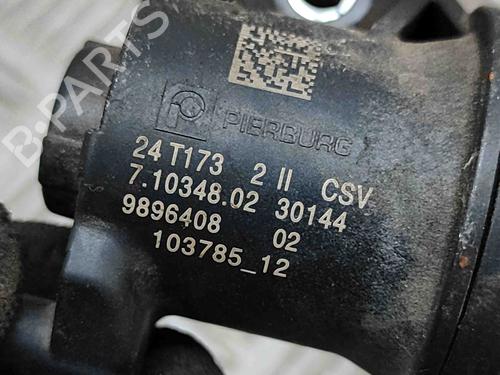 B-PARTS
PIERBURG
24 T173 2 II CSV
7.10348.02 30144
9896408 02
103785_12